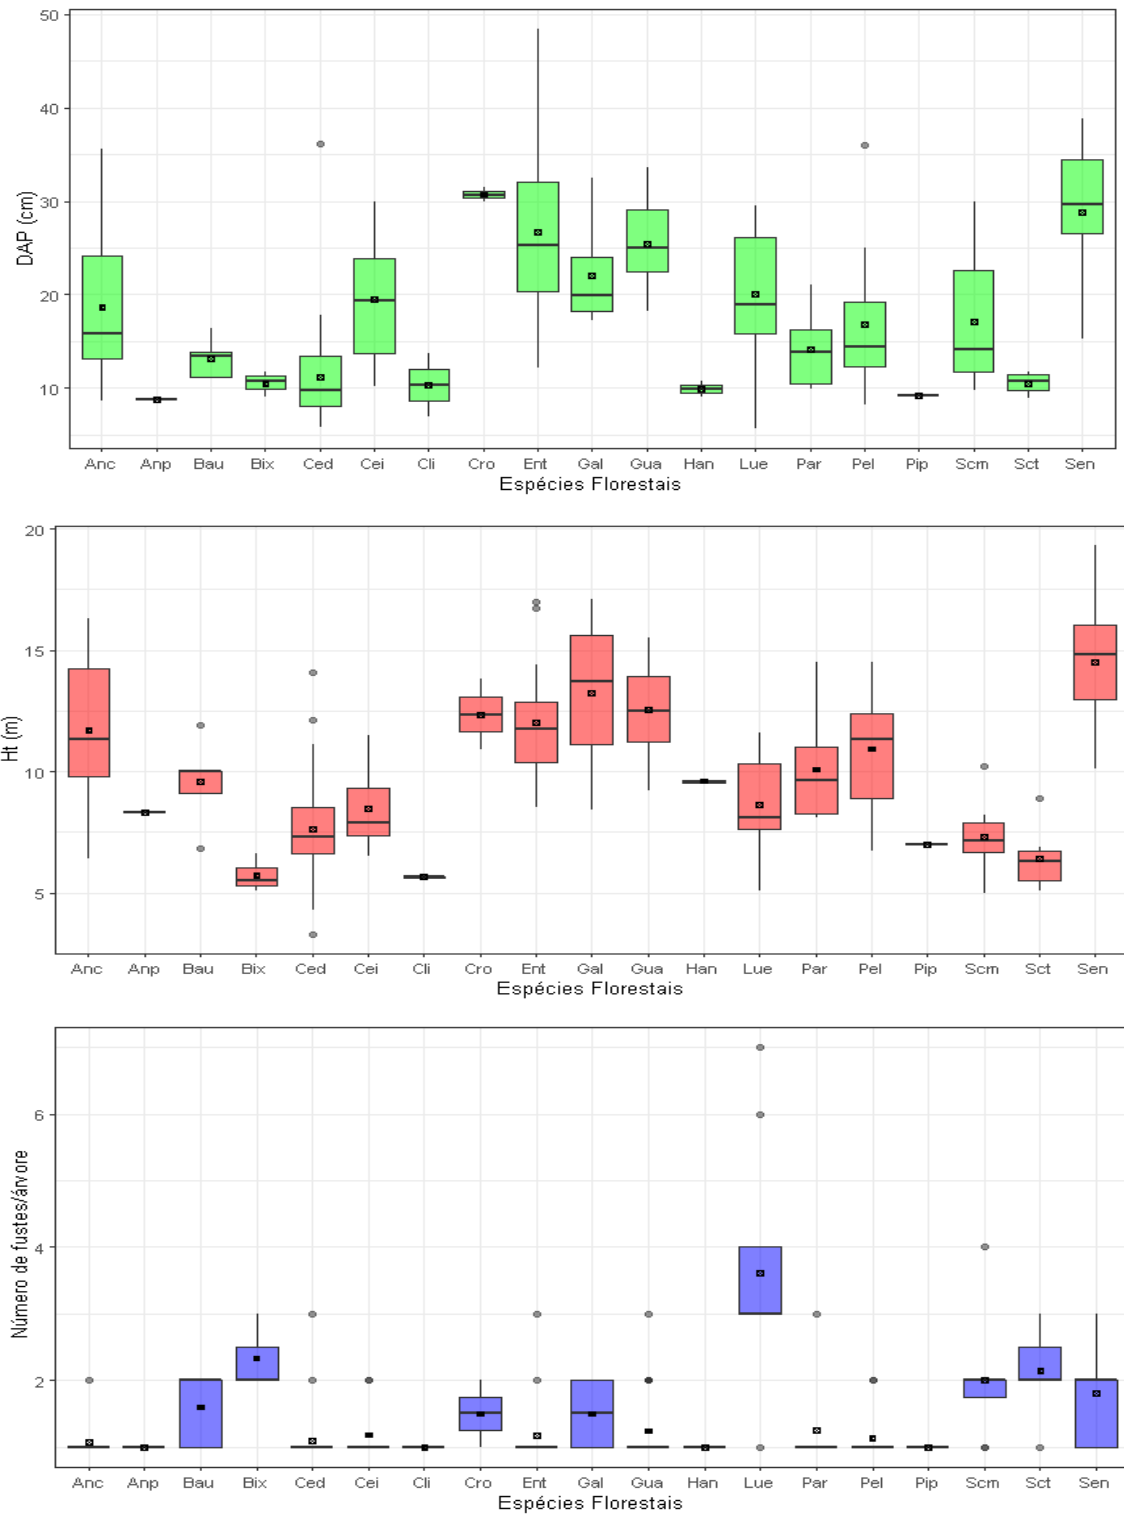 50
40
30
20
10
DAP (cm)
Anc Anp Bau Bix Ced Cei Cli Cro Ent Gal Gua Han Lue Par Pel Pip Scm Sct Sen
Espécies Florestais
20
15
10
5
Ht (m)
Anc Anp Bau Bix Ced Cei Cli Cro Ent Gal Gua Han Lue Par Pel Pip Scm Sct Sen
Espécies Florestais
6
4
2
Número de fustes/árvore
Anc Anp Bau Bix Ced Cei Cli Cro Ent Gal Gua Han Lue Par Pel Pip Scm Sct Sen
Espécies Florestais